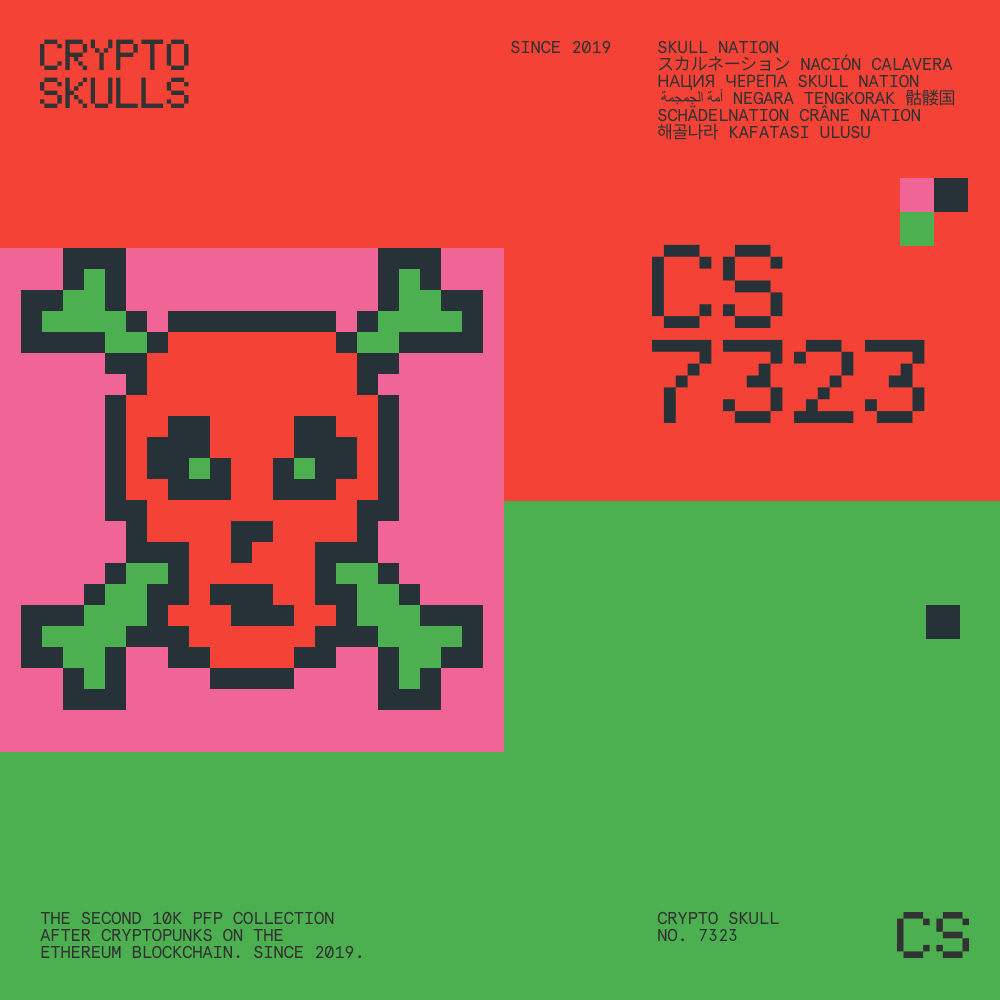 CRYPTO
SKULLS
SINCE 2019
SKULL NATION
スカルネーション NACIÓN CALAVERA
НАЦИЯ ЧЕРЕПА SKULL NATION
أمة الجمجمة NEGARA TENGKORAK 骷髅国
SCHÄDELNATION CRÂNE NATION
해골나라 KAFATASI ULUSU
CS
7323
THE SECOND 10K PFP COLLECTION
AFTER CRYPTOPUNKS ON THE
ETHEREUM BLOCKCHAIN. SINCE 2019.
CRYPTO SKULL
NO. 7323
CS